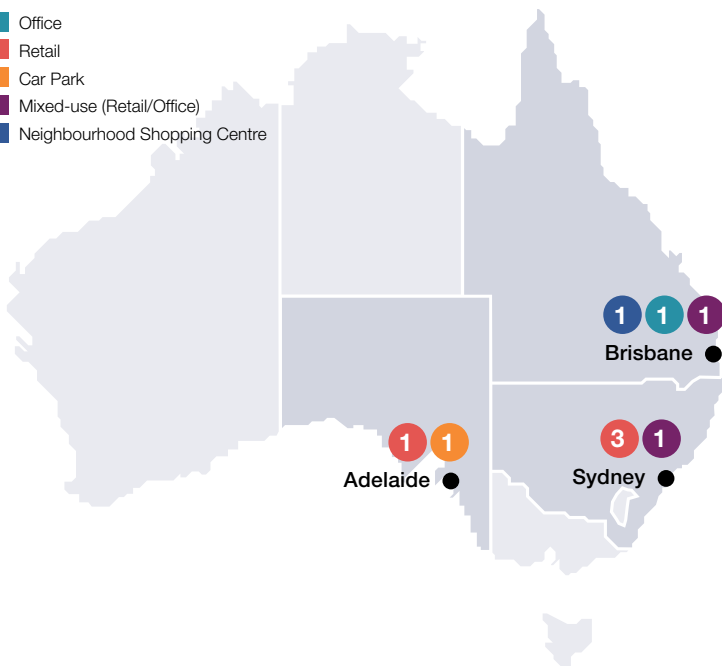 Office
Retail
Car Park
Mixed-use (Retail/Office)
Neighbourhood Shopping Centre
1 1 1
Brisbane
3 1
Sydney
1 1
Adelaide